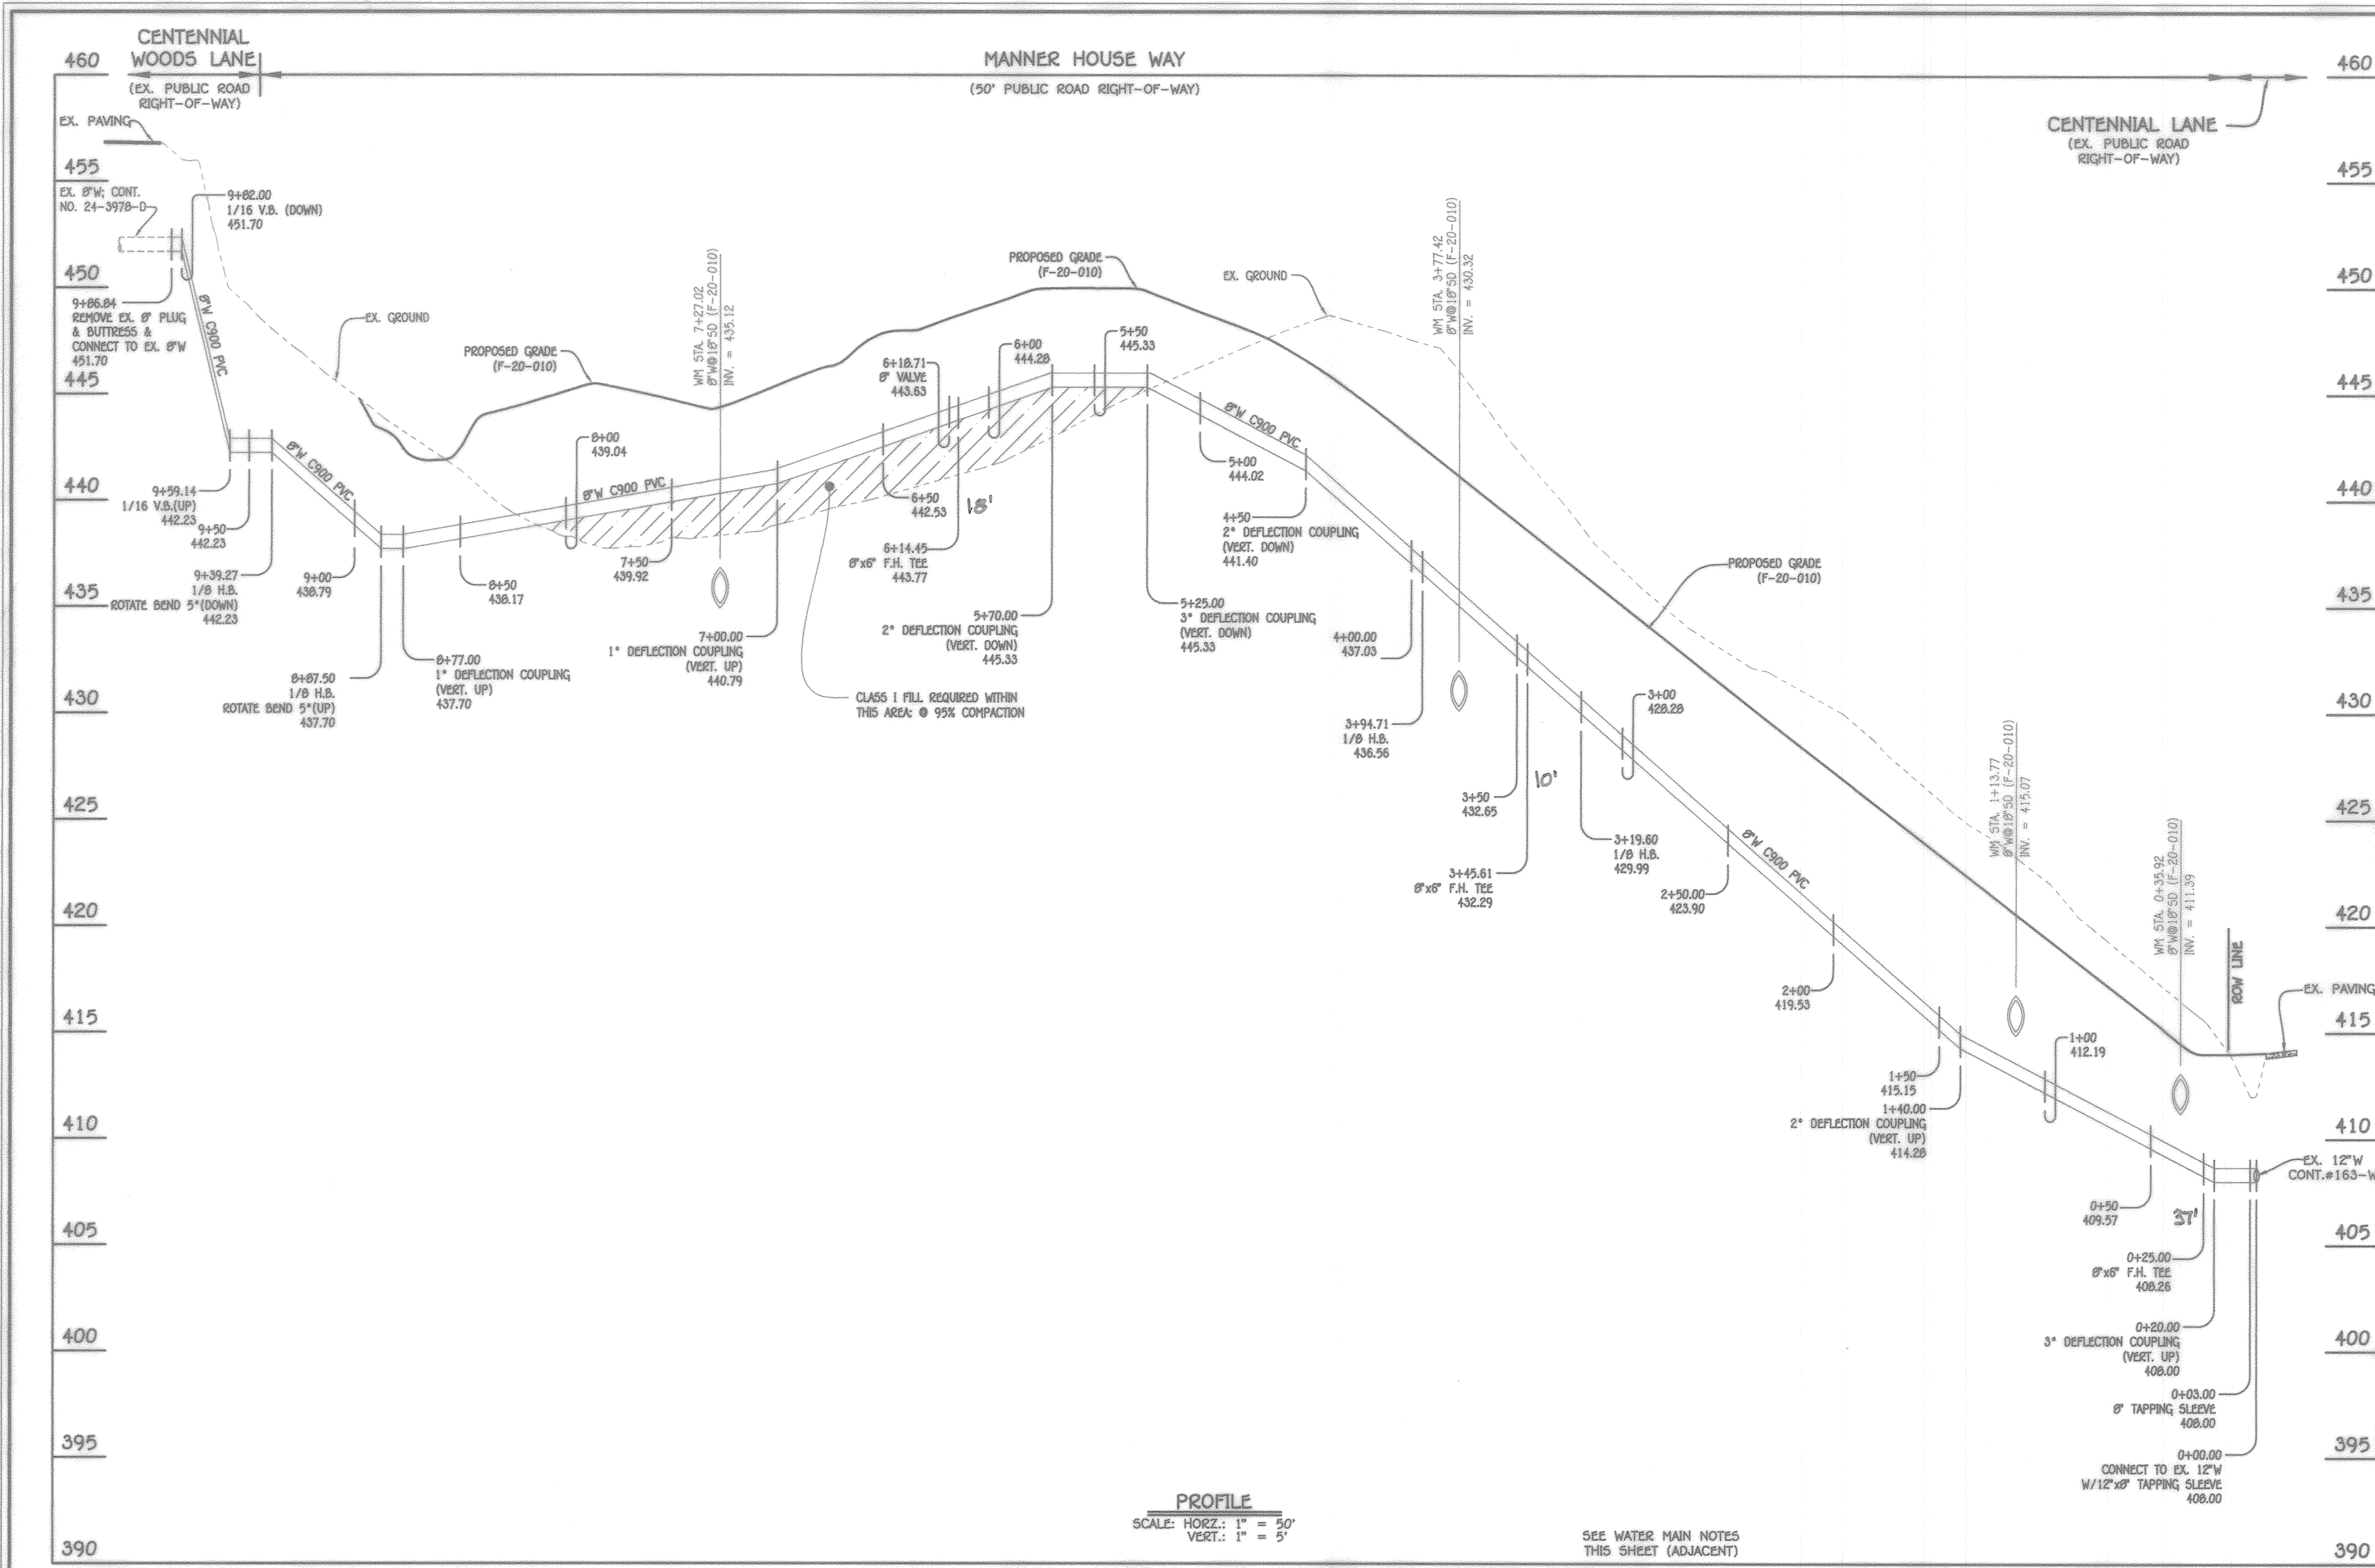 CENTENNIAL
WOODS LANE
(EX. PUBLIC ROAD
RIGHT-OF-WAY)
MANNER HOUSE WAY
(50' PUBLIC ROAD RIGHT-OF-WAY)
CENTENNIAL LANE
(EX. PUBLIC ROAD
RIGHT-OF-WAY)
460
455
450
445
440
435
430
425
420
415
410
405
400
395
390
460
455
450
445
440
435
430
425
420
415
410
405
400
395
390
EX. PAVING
EX. 8"W; CONT.
NO. 24-3978-D
9+82.00
1/16 V.B. (DOWN)
451.70
9+86.84
REMOVE EX. 8" PLUG
& BUTTRESS &
CONNECT TO EX. 8"W
451.70
8"W C900 PVC
EX. GROUND
9+59.14
1/16 V.B.(UP)
442.23
9+50
442.23
9+39.27
1/8 H.B.
ROTATE BEND 5°(DOWN)
442.23
8"W C900 PVC
9+00
438.79
8+87.50
1/8 H.B.
ROTATE BEND 5°(UP)
437.70
8+77.00
1° DEFLECTION COUPLING
(VERT. UP)
437.70
8+50
438.17
PROPOSED GRADE
(F-20-010)
8+00
439.04
8"W C900 PVC
7+50
439.92
WM STA. 7+27.02
8"W@18"SD (F-20-010)
INV. = 435.12
7+00.00
1° DEFLECTION COUPLING
(VERT. UP)
440.79
CLASS I FILL REQUIRED WITHIN
THIS AREA: @ 95% COMPACTION
6+50
442.53
18'
6+18.71
8" VALVE
443.63
6+14.45
8"x6" F.H. TEE
443.77
6+00
444.28
5+70.00
2° DEFLECTION COUPLING
(VERT. DOWN)
445.33
PROPOSED GRADE
(F-20-010)
5+50
445.33
5+25.00
3° DEFLECTION COUPLING
(VERT. DOWN)
445.33
EX. GROUND
8"W C900 PVC
5+00
444.02
4+50
2° DEFLECTION COUPLING
(VERT. DOWN)
441.40
4+00.00
437.03
3+94.71
1/8 H.B.
436.56
WM STA. 3+77.42
8"W@18"SD (F-20-010)
INV. = 430.32
3+50
432.65
10'
3+45.61
8"x6" F.H. TEE
432.29
3+19.60
1/8 H.B.
429.99
3+00
428.28
PROPOSED GRADE
(F-20-010)
8"W C900 PVC
2+50.00
423.90
2+00
419.53
1+50
415.15
1+40.00
2° DEFLECTION COUPLING
(VERT. UP)
414.28
WM STA. 1+13.77
8"W@18"SD (F-20-010)
INV. = 415.07
1+00
412.19
0+50
409.57
37'
WM STA. 0+35.92
8"W@18"SD (F-20-010)
INV. = 411.39
ROW LINE
EX. PAVING
EX. 12"W
CONT.#163-W
0+25.00
8"x6" F.H. TEE
408.26
0+20.00
3° DEFLECTION COUPLING
(VERT. UP)
408.00
0+03.00
8" TAPPING SLEEVE
408.00
0+00.00
CONNECT TO EX. 12"W
W/12"x8" TAPPING SLEEVE
408.00
PROFILE
SCALE: HORZ.: 1" = 50'
VERT.: 1" = 5'
SEE WATER MAIN NOTES
THIS SHEET (ADJACENT)